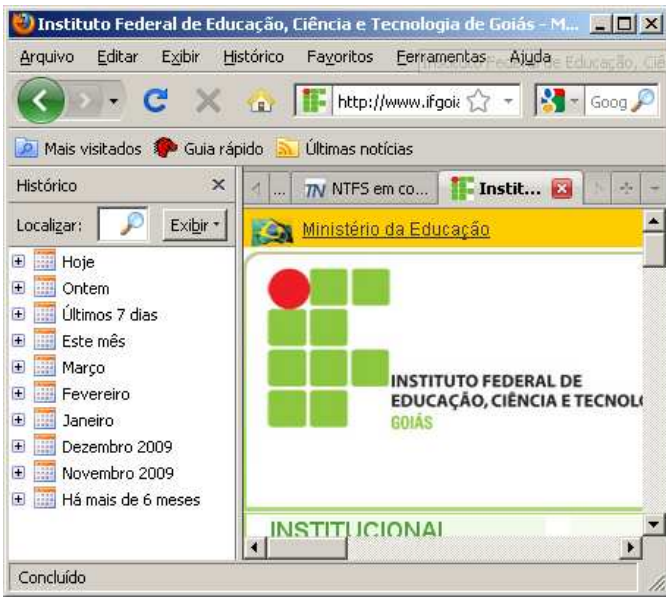 Instituto Federal de Educação, Ciência e Tecnologia de Goiás - M...
Arquivo Editar Exibir Histórico Favoritos Ferramentas Ajuda
http://www.ifgoiá Goog
Mais visitados Guia rápido Últimas notícias
Histórico
... TN NTFS em co... Instit...
Localizar: Exibir
Ministério da Educação
Hoje
Ontem
Últimos 7 dias
Este mês
Março
Fevereiro
Janeiro
Dezembro 2009
Novembro 2009
Há mais de 6 meses
INSTITUTO FEDERAL DE
EDUCAÇÃO, CIÊNCIA E TECNOL
GOIÁS
INSTITUCIONAL
Concluído